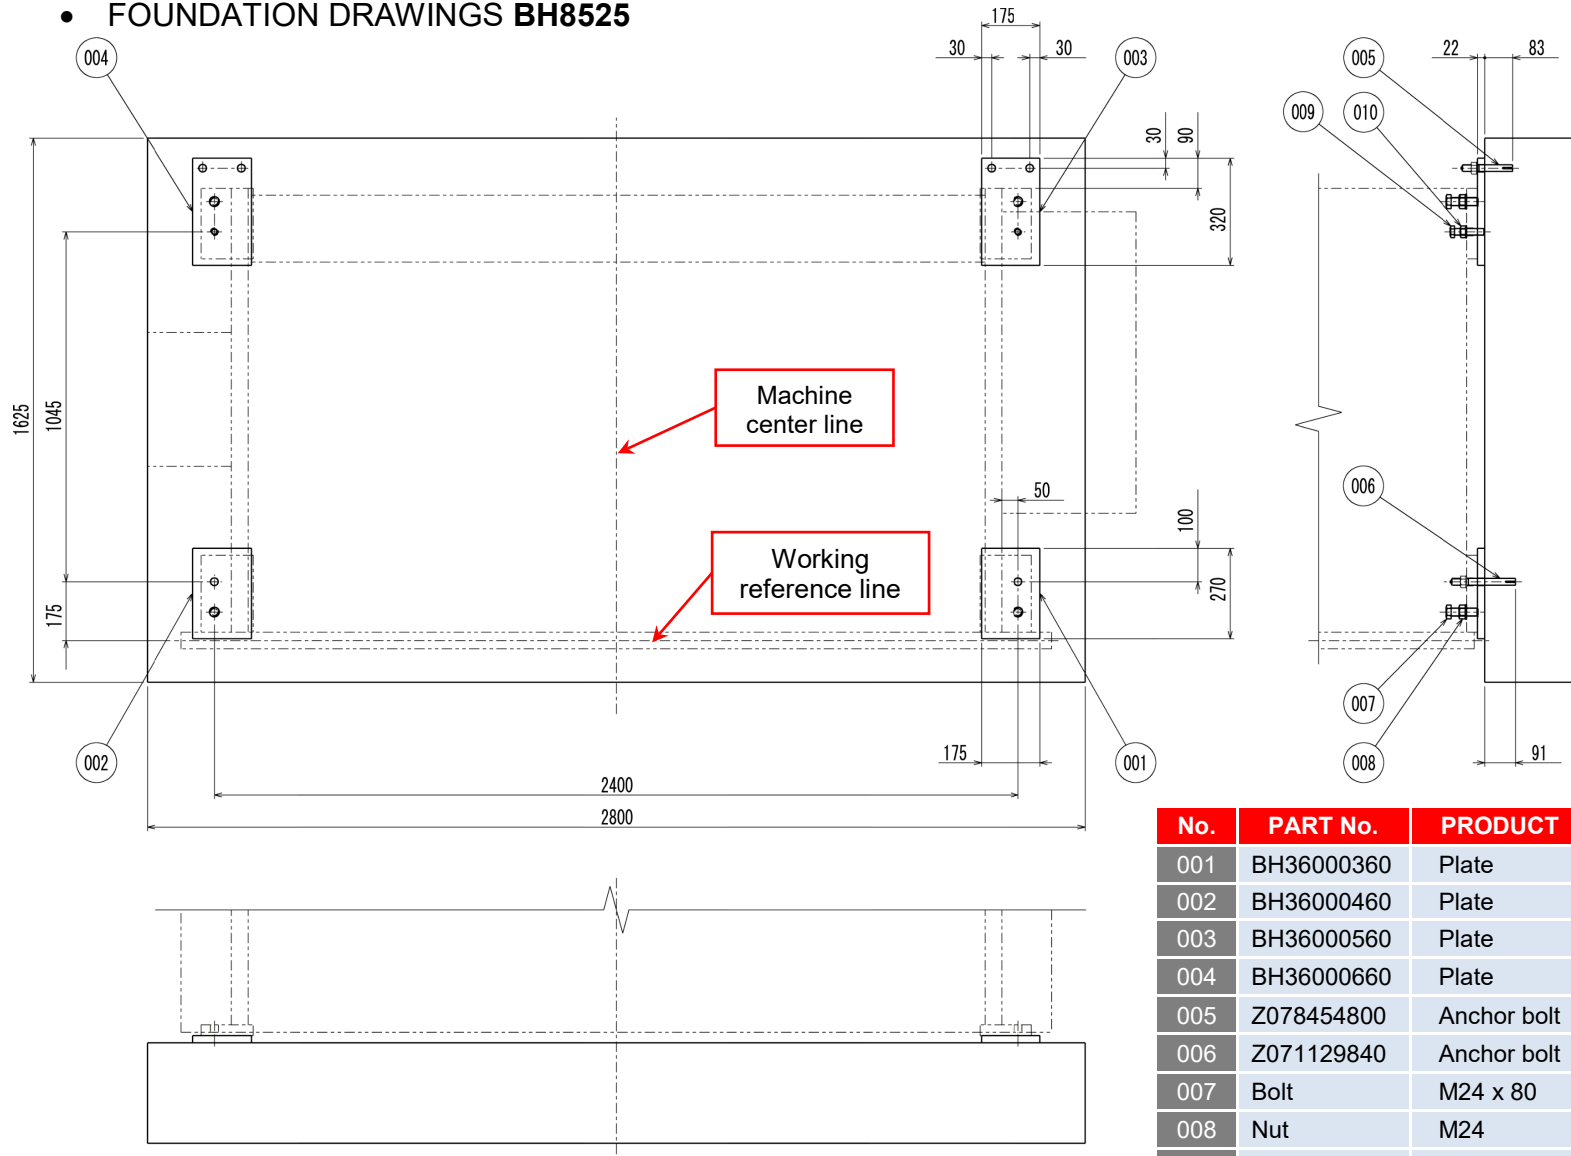 • FOUNDATION DRAWINGS BH8525
175
30 30
004
003
005
22 83
009 010
30 90
320
1625
1045
Machine
center line
50
100
006
Working
reference line
175
270
007
002
175
001
008
91
2400
2800
No. PART No. PRODUCT
001 BH36000360 Plate
002 BH36000460 Plate
003 BH36000560 Plate
004 BH36000660 Plate
005 Z078454800 Anchor bolt
006 Z071129840 Anchor bolt
007 Bolt M24 x 80
008 Nut M24